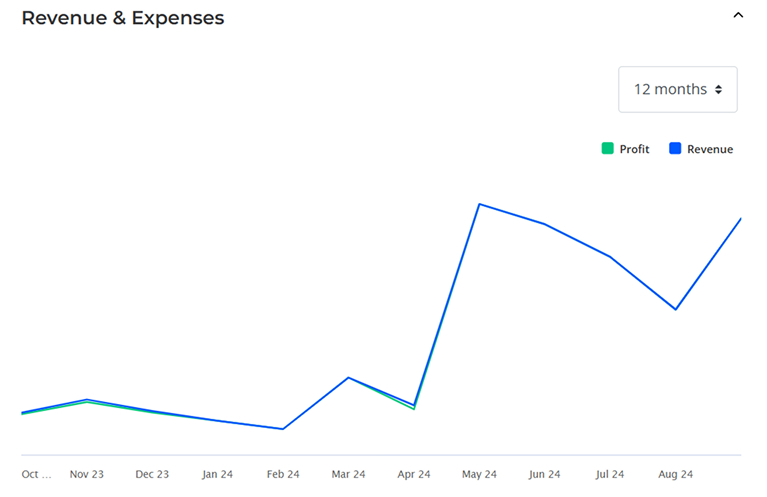 Revenue & Expenses
12 months
Profit Revenue
Oct ... Nov 23 Dec 23 Jan 24 Feb 24 Mar 24 Apr 24 May 24 Jun 24 Jul 24 Aug 24